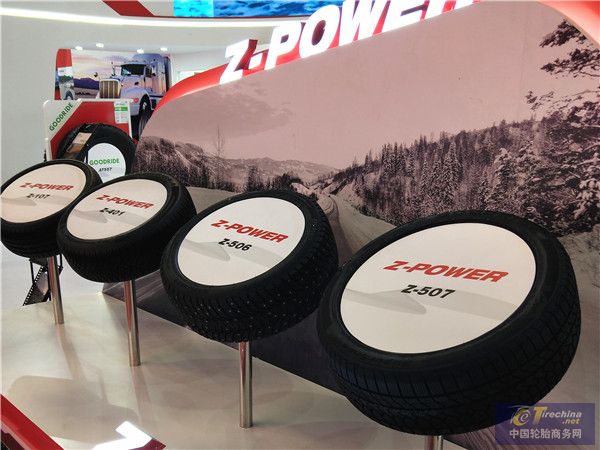 Z-POWER
GOODRIDE
GOODRIDE
AT507
Z-POWER
Z-107
Z-POWER
Z-401
Z-POWER
Z-506
Z-POWER
Z-507
Tirechina
.net
中国轮胎商务网